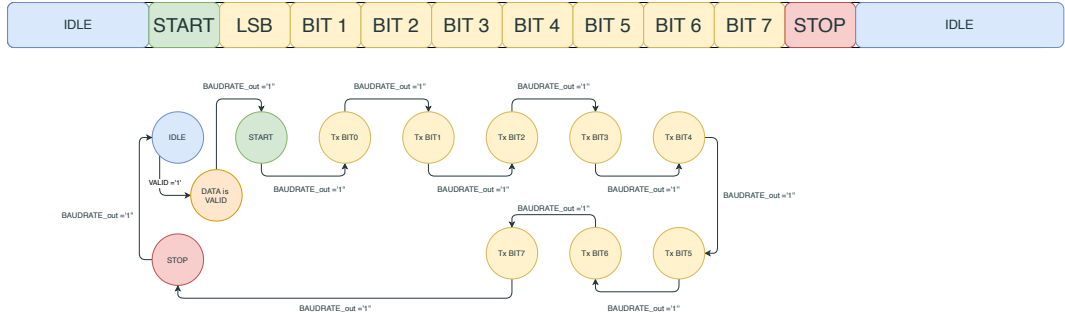 IDLE START LSB BIT 1 BIT 2 BIT 3 BIT 4 BIT 5 BIT 6 BIT 7 STOP IDLE
BAUDRATE_out ='1"
BAUDRATE_out ='1"
BAUDRATE_out ='1"
IDLE
START
Tx BIT0
Tx BIT1
Tx BIT2
Tx BIT3
Tx BIT4
VALID ='1'
DATA is
VALID
BAUDRATE_out ='1"
BAUDRATE_out ='1"
BAUDRATE_out ='1"
BAUDRATE_out ='1"
BAUDRATE_out ='1"
BAUDRATE_out ='1"
STOP
Tx BIT7
Tx BIT6
Tx BIT5
BAUDRATE_out ='1"
BAUDRATE_out ='1"